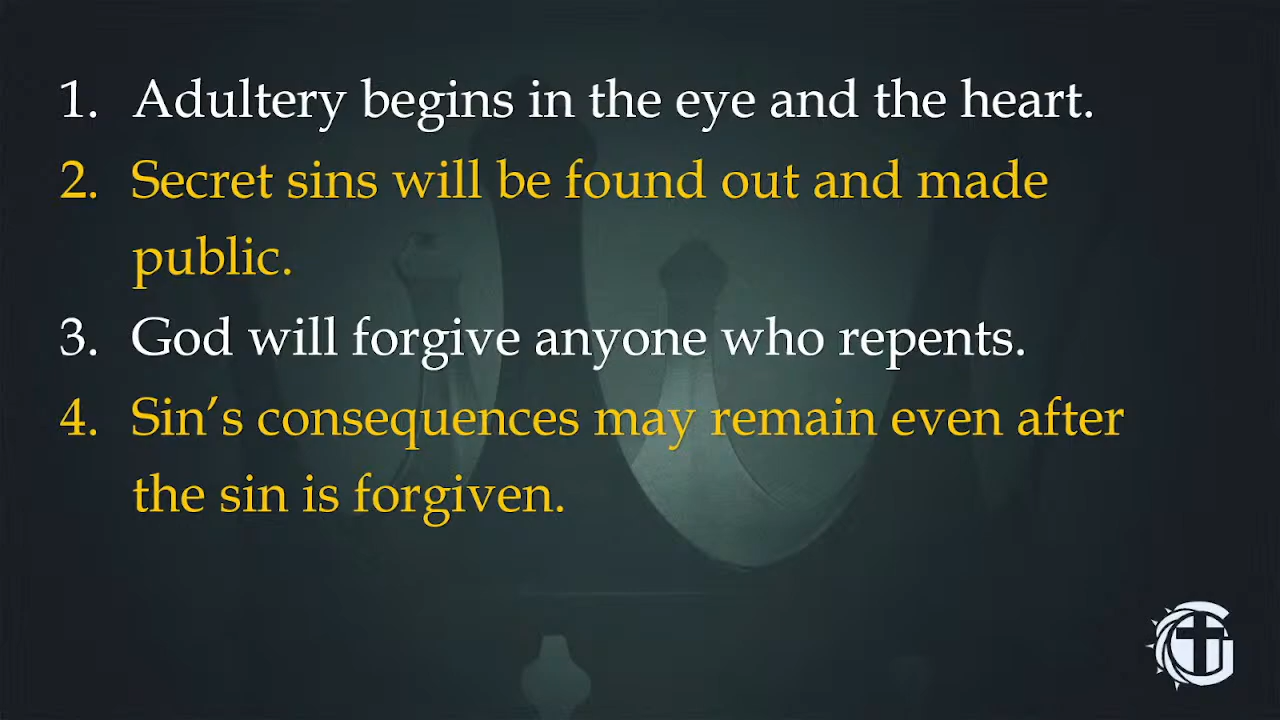 1. Adultery begins in the eye and the heart.
2. Secret sins will be found out and made
public.
3. God will forgive anyone who repents.
4. Sin’s consequences may remain even after
the sin is forgiven.